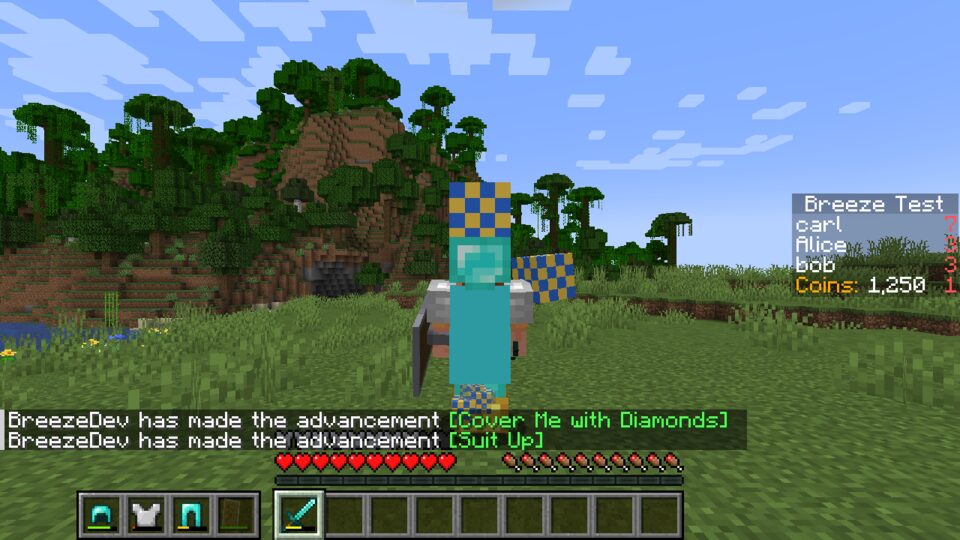 Breeze Test
carl 7
Alice 3
bob 3
Coins: 1,250 1
BreezeDev has made the advancement [Cover Me with Diamonds]
BreezeDev has made the advancement [Suit Up]